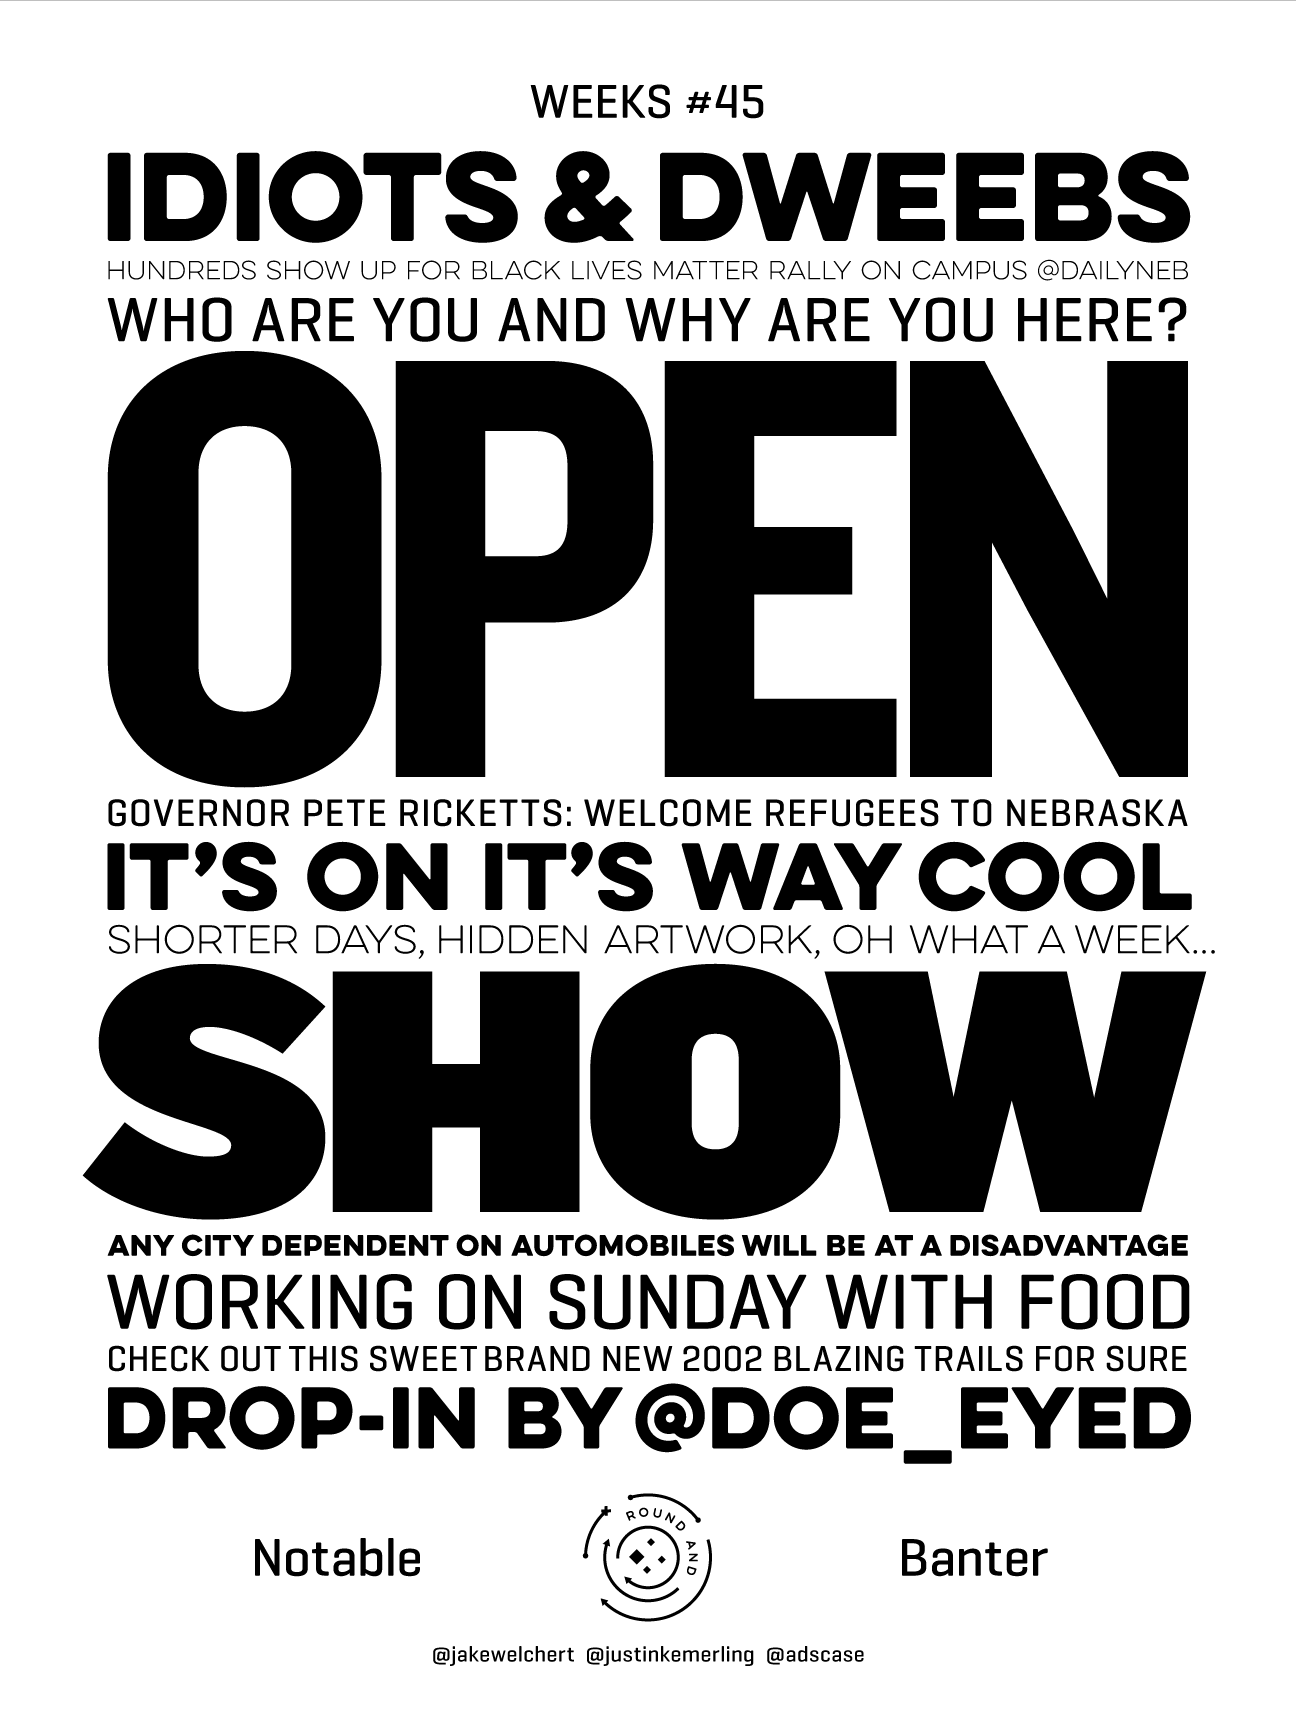 WEEKS #45
IDIOTS & DWEEBS
HUNDREDS SHOW UP FOR BLACK LIVES MATTER RALLY ON CAMPUS @DAILYNEB
WHO ARE YOU AND WHY ARE YOU HERE?
OPEN
GOVERNOR PETE RICKETTS: WELCOME REFUGEES TO NEBRASKA
IT'S ON IT'S WAY COOL
SHORTER DAYS, HIDDEN ARTWORK, OH WHAT A WEEK...
SHOW
ANY CITY DEPENDENT ON AUTOMOBILES WILL BE AT A DISADVANTAGE
WORKING ON SUNDAY WITH FOOD
CHECK OUT THIS SWEET BRAND NEW 2002 BLAZING TRAILS FOR SURE
DROP-IN BY @DOE_EYED
Notable
ROUND AND
Banter
@jakewelchert @justinkemerling @adscase